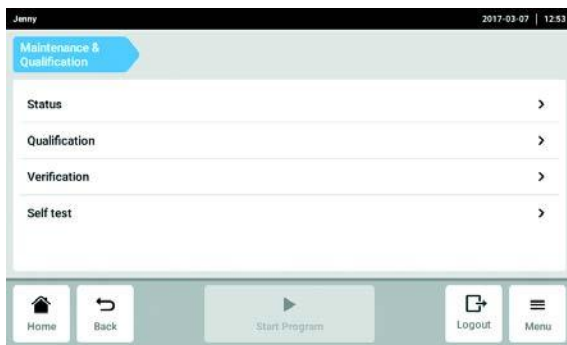 Jenny
2017-03-07 | 12:53
Maintenance &
Qualification
Status
Qualification
Verification
Self test
Home
Back
Start Program
Logout
Menu